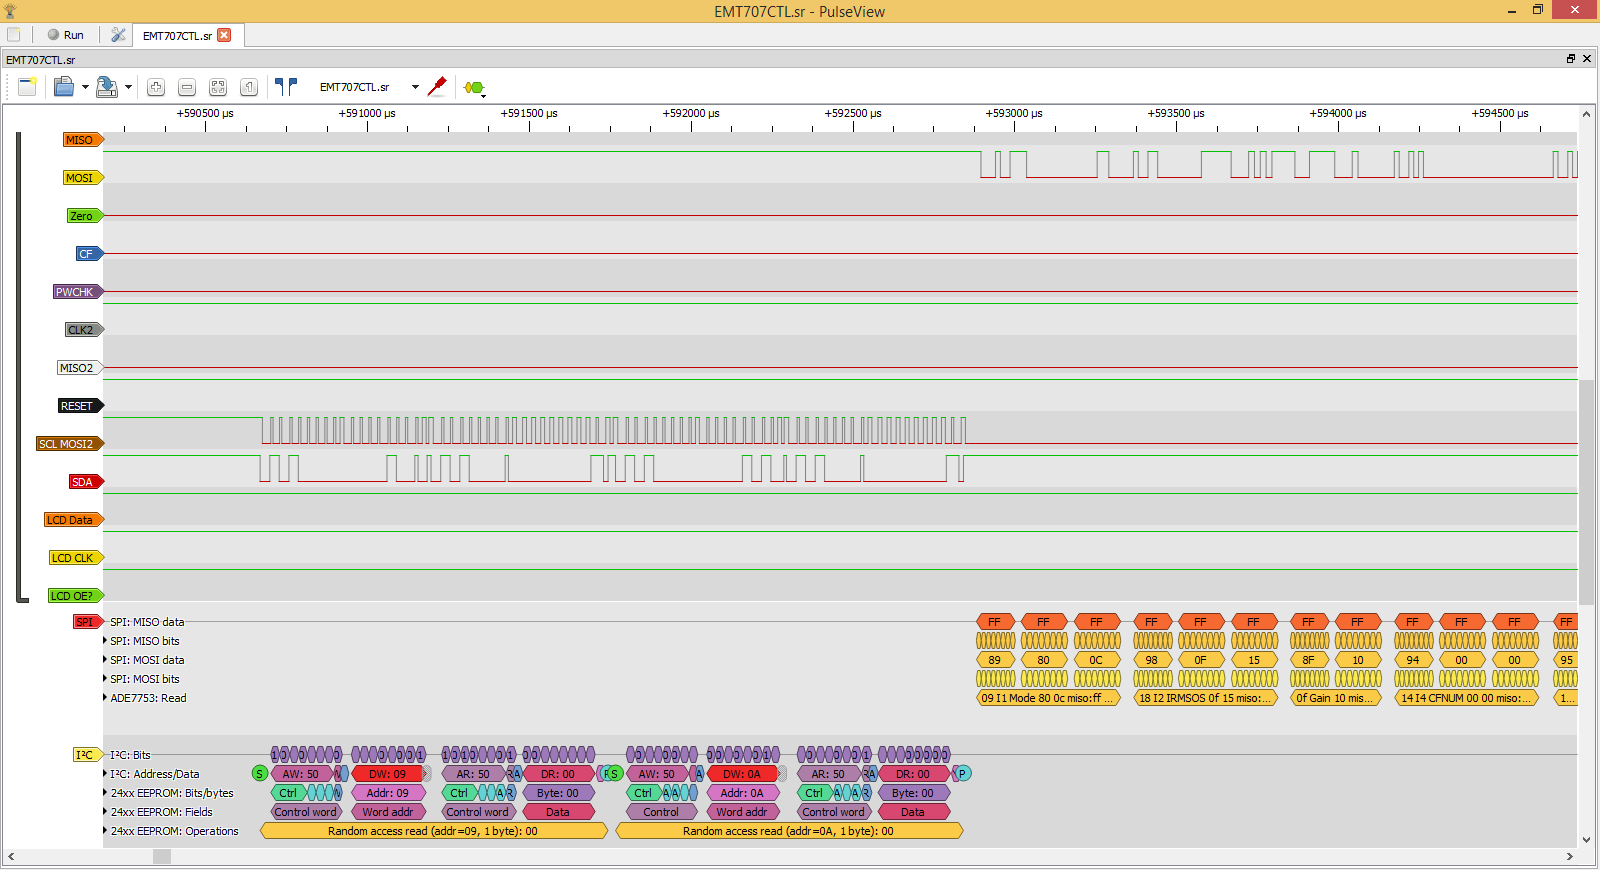 EMT707CTL.sr - PulseView
Run
EMT707CTL.sr
EMT707CTL.sr
EMT707CTL.sr
+590500 µs +591000 µs +591500 µs +592000 µs +592500 µs +593000 µs +593500 µs +594000 µs +594500 µs
MISO
MOSI
Zero
CF
PWCHK
CLK2
MISO2
RESET
SCL MOSI2
SDA
LCD Data
LCD CLK
LCD OE?
SPI SPI: MISO data FF FF FF FF FF FF FF FF FF FF FF FF
SPI: MISO bits
SPI: MOSI data 89 80 0C 98 0F 15 8F 10 94 00 00 95
SPI: MOSI bits
ADE7753: Read 09 I1 Mode 80 0c miso:ff ... 18 I2 IRMSOS 0f 15 miso:... 0f Gain 10 mis... 14 I4 CFNUM 00 00 miso:... 1...
I²C I²C: Bits
I²C: Address/Data S AW: 50 DW: 09 AR: 50 R A DR: 00 S AW: 50 A DW: 0A AR: 50 R A DR: 00 P
24xx EEPROM: Bits/bytes Ctrl Addr: 09 Ctrl A R Byte: 00 Ctrl A A Addr: 0A Ctrl A A R Byte: 00
24xx EEPROM: Fields Control word Word addr Control word Data Control Word addr Control word Data
24xx EEPROM: Operations Random access read (addr=09, 1 byte): 00 Random access read (addr=0A, 1 byte): 00